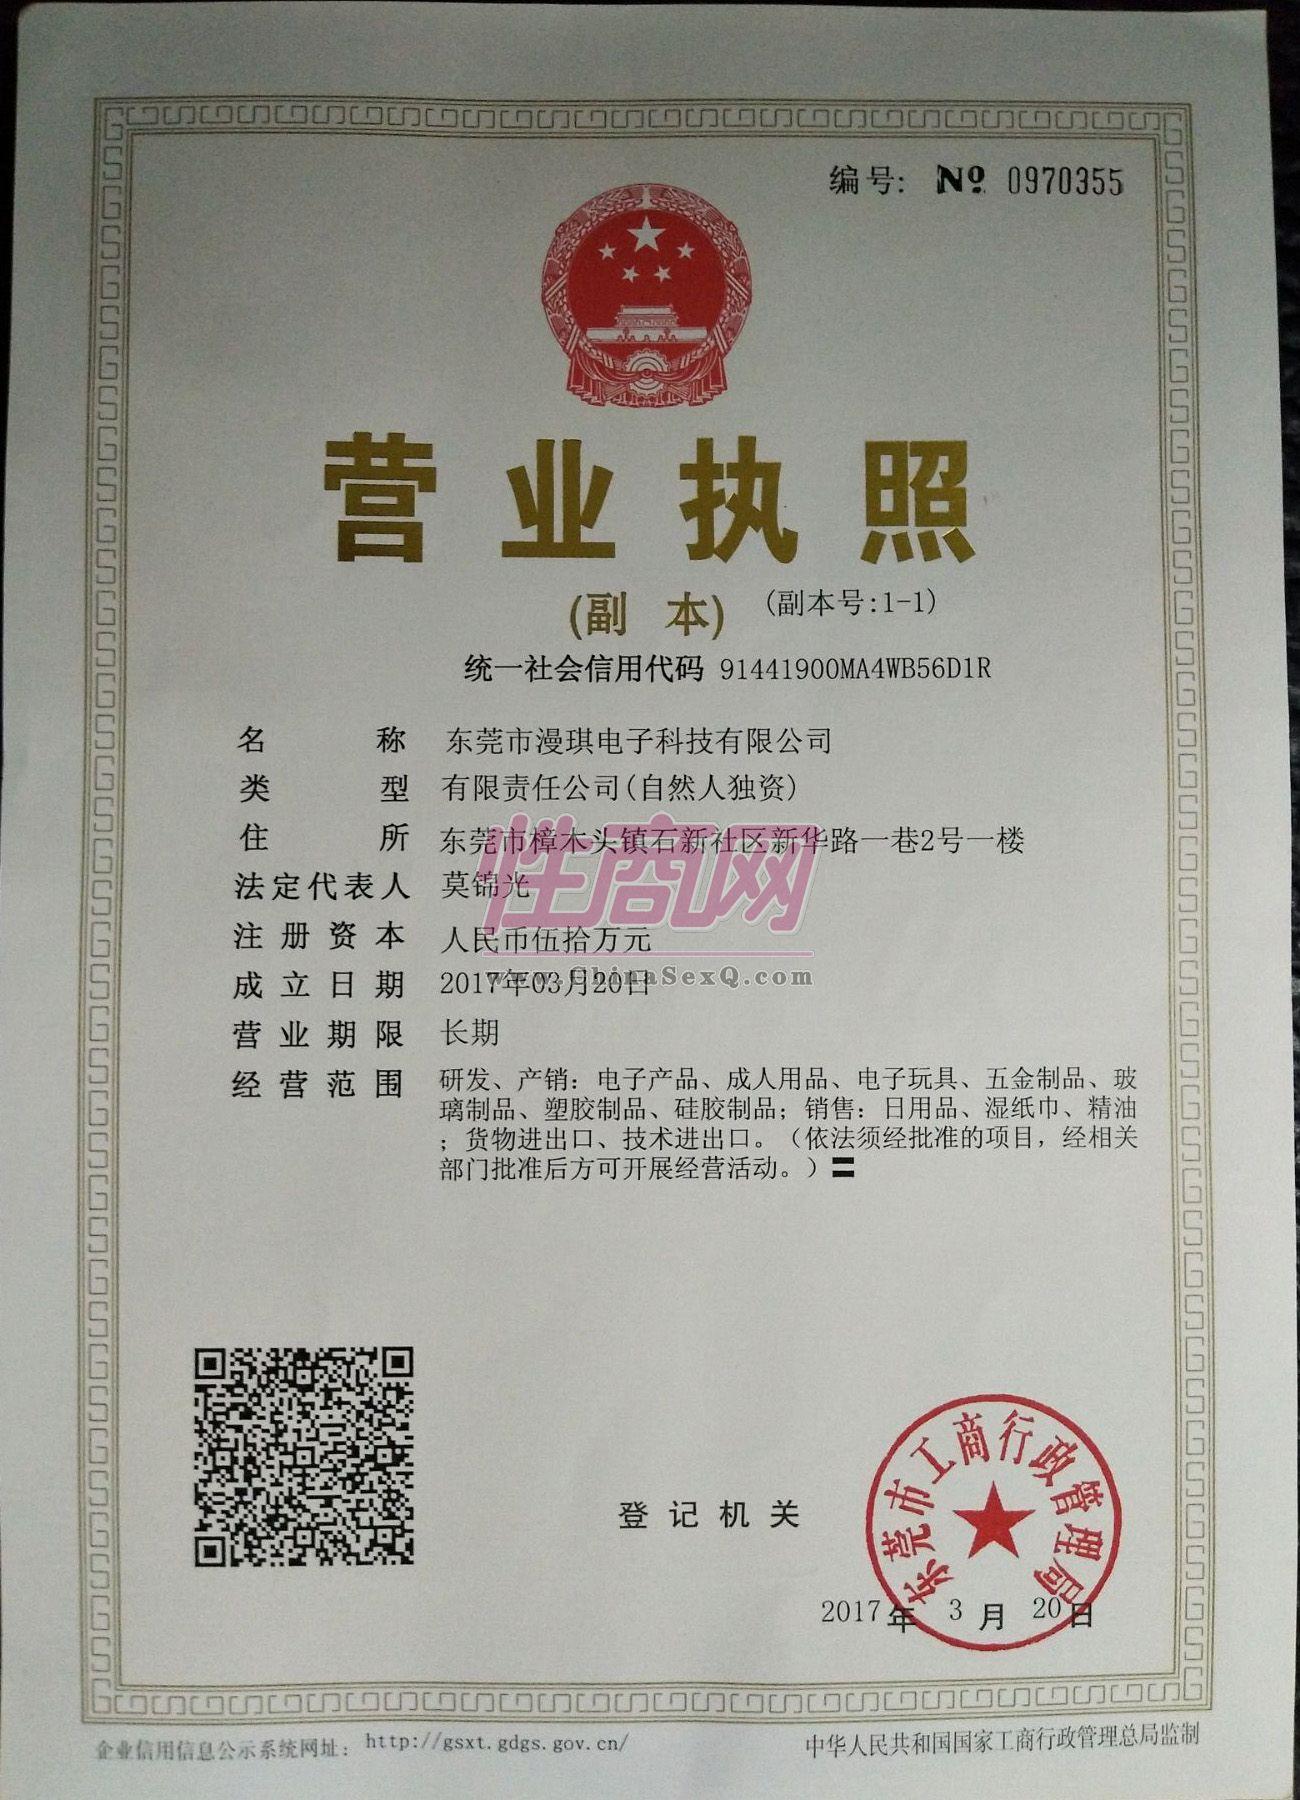 编号: Nº 0970355
营业执照
(副 本) (副本号:1-1)
统一社会信用代码 91441900MA4WB56D1R
名称 东莞市漫琪电子科技有限公司
类型 有限责任公司(自然人独资)
住所 东莞市樟木头镇石新社区新华路一巷2号一楼
法定代表人 莫锦光
注册资本 人民币伍拾万元
成立日期 2017年03月20日
营业期限 长期
经营范围 研发、产销：电子产品、成人用品、电子玩具、五金制品、玻
璃制品、塑胶制品、硅胶制品；销售：日用品、湿纸巾、精油
；货物进出口、技术进出口。（依法须经批准的项目，经相关
部门批准后方可开展经营活动。）〓
性商网
www.ChinaSexQ.com
登记机关
东莞市工商行政管理局
2017年 3月 20日
企业信用信息公示系统网址： http://gsxt.gdgs.gov.cn/
中华人民共和国国家工商行政管理总局监制